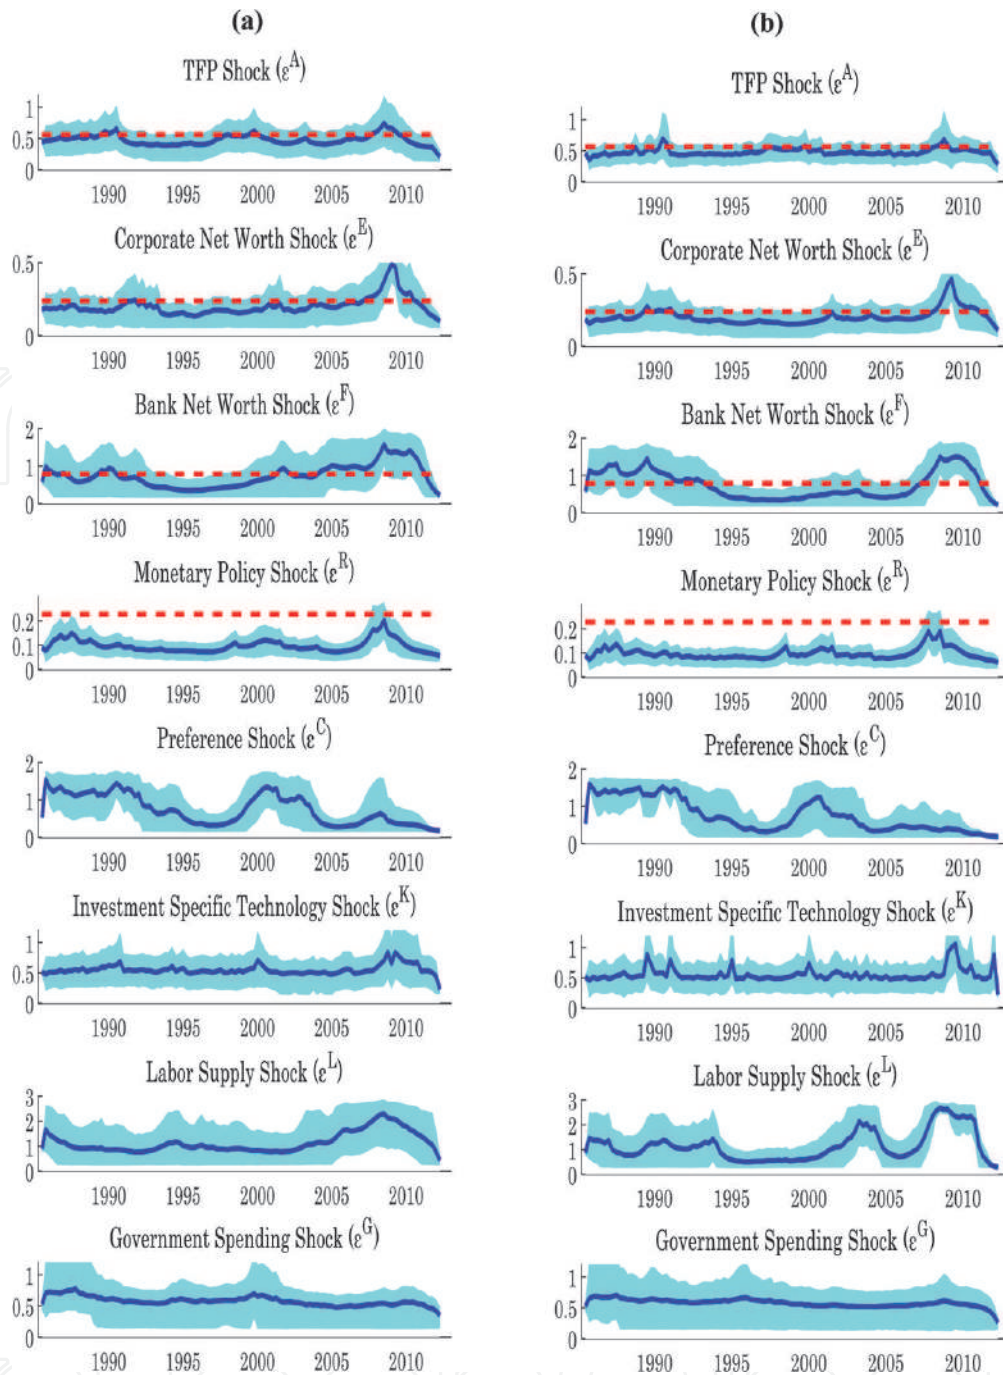 (a)
TFP Shock (ε^A)
1
0.5
0
1990 1995 2000 2005 2010
Corporate Net Worth Shock (ε^E)
0.5
0
1990 1995 2000 2005 2010
Bank Net Worth Shock (ε^F)
2
1
0
1990 1995 2000 2005 2010
Monetary Policy Shock (ε^R)
0.2
0.1
0
1990 1995 2000 2005 2010
Preference Shock (ε^C)
2
1
0
1990 1995 2000 2005 2010
Investment Specific Technology Shock (ε^K)
1
0.5
0
1990 1995 2000 2005 2010
Labor Supply Shock (ε^L)
3
2
1
0
1990 1995 2000 2005 2010
Government Spending Shock (ε^G)
1
0.5
0
1990 1995 2000 2005 2010
(b)
TFP Shock (ε^A)
1
0.5
0
1990 1995 2000 2005 2010
Corporate Net Worth Shock (ε^E)
0.5
0
1990 1995 2000 2005 2010
Bank Net Worth Shock (ε^F)
2
1
0
1990 1995 2000 2005 2010
Monetary Policy Shock (ε^R)
0.2
0.1
0
1990 1995 2000 2005 2010
Preference Shock (ε^C)
2
1
0
1990 1995 2000 2005 2010
Investment Specific Technology Shock (ε^K)
1
0.5
0
1990 1995 2000 2005 2010
Labor Supply Shock (ε^L)
3
2
1
0
1990 1995 2000 2005 2010
Government Spending Shock (ε^G)
1
0.5
0
1990 1995 2000 2005 2010